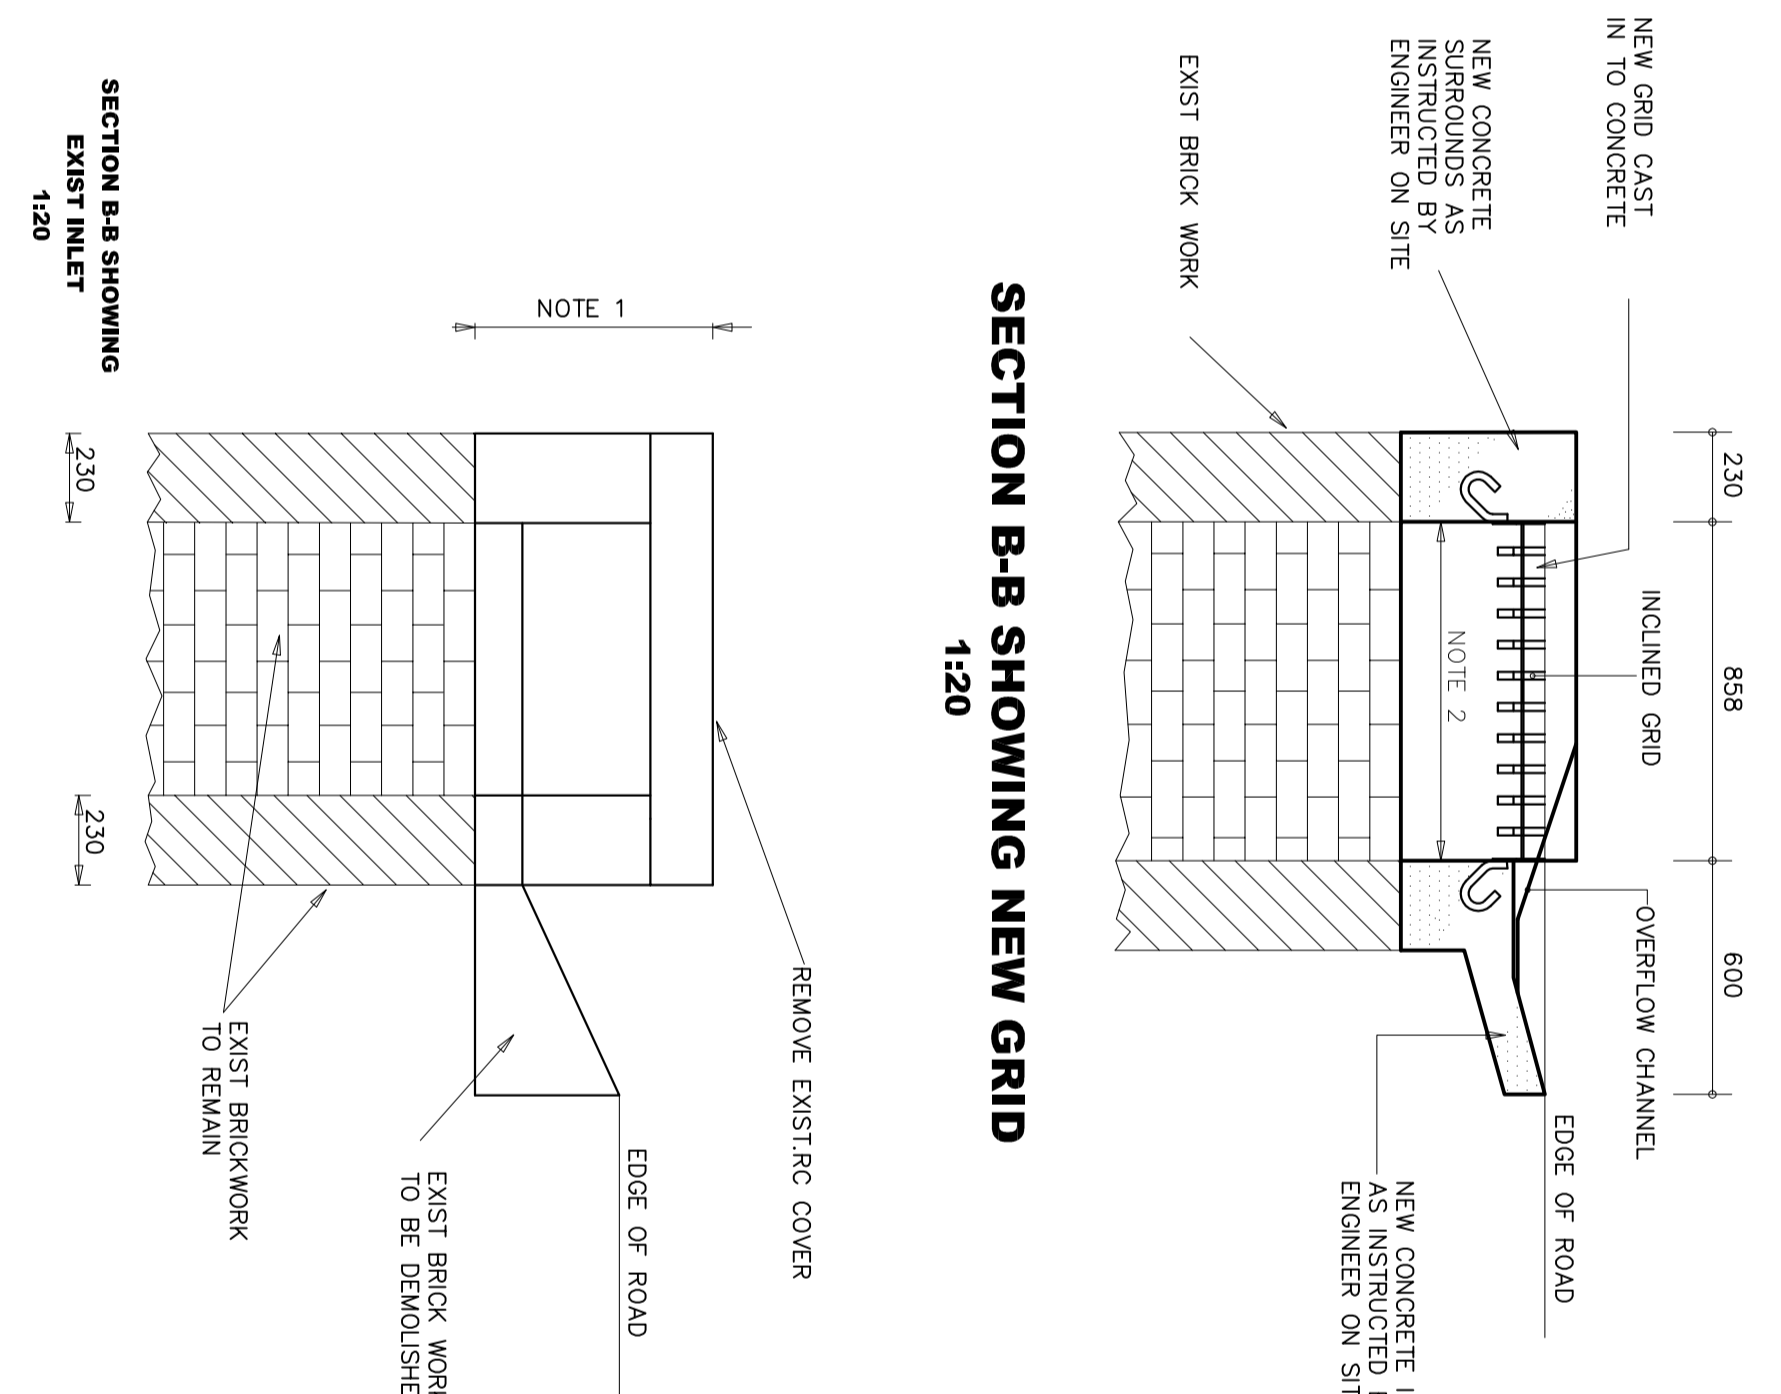 NEW GRID CAST
IN TO CONCRETE
NEW CONCRETE
SURROUNDS AS
INSTRUCTED BY
ENGINEER ON SITE
EXIST BRICK WORK
230
858
600
INCLINED GRID
OVERFLOW CHANNEL
NOTE 2
EDGE OF ROAD
NEW CONCRETE
AS INSTRUCTED
ENGINEER ON
SECTION B-B SHOWING NEW GRID
1:20
REMOVE EXIST.RC COVER
NOTE 1
EDGE OF ROAD
EXIST BRICK
TO BE
EXIST BRICKWORK
TO REMAIN
230
230
SECTION B-B SHOWING
EXIST INLET
1:20